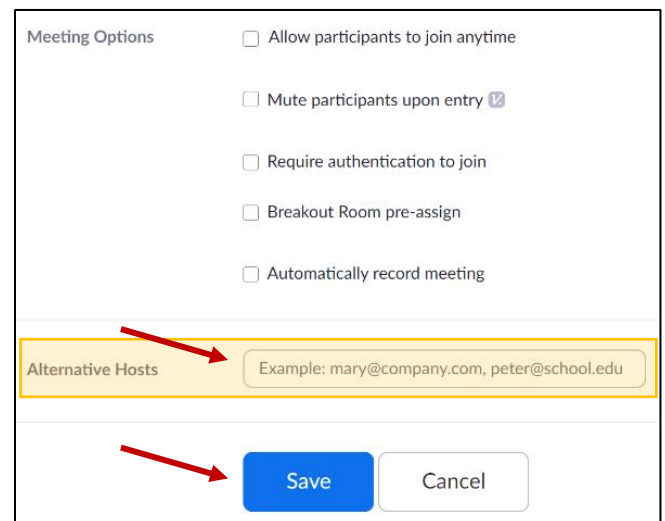 Meeting Options
Allow participants to join anytime
Mute participants upon entry
Require authentication to join
Breakout Room pre-assign
Automatically record meeting
Alternative Hosts
Example: mary@company.com, peter@school.edu
Save
Cancel